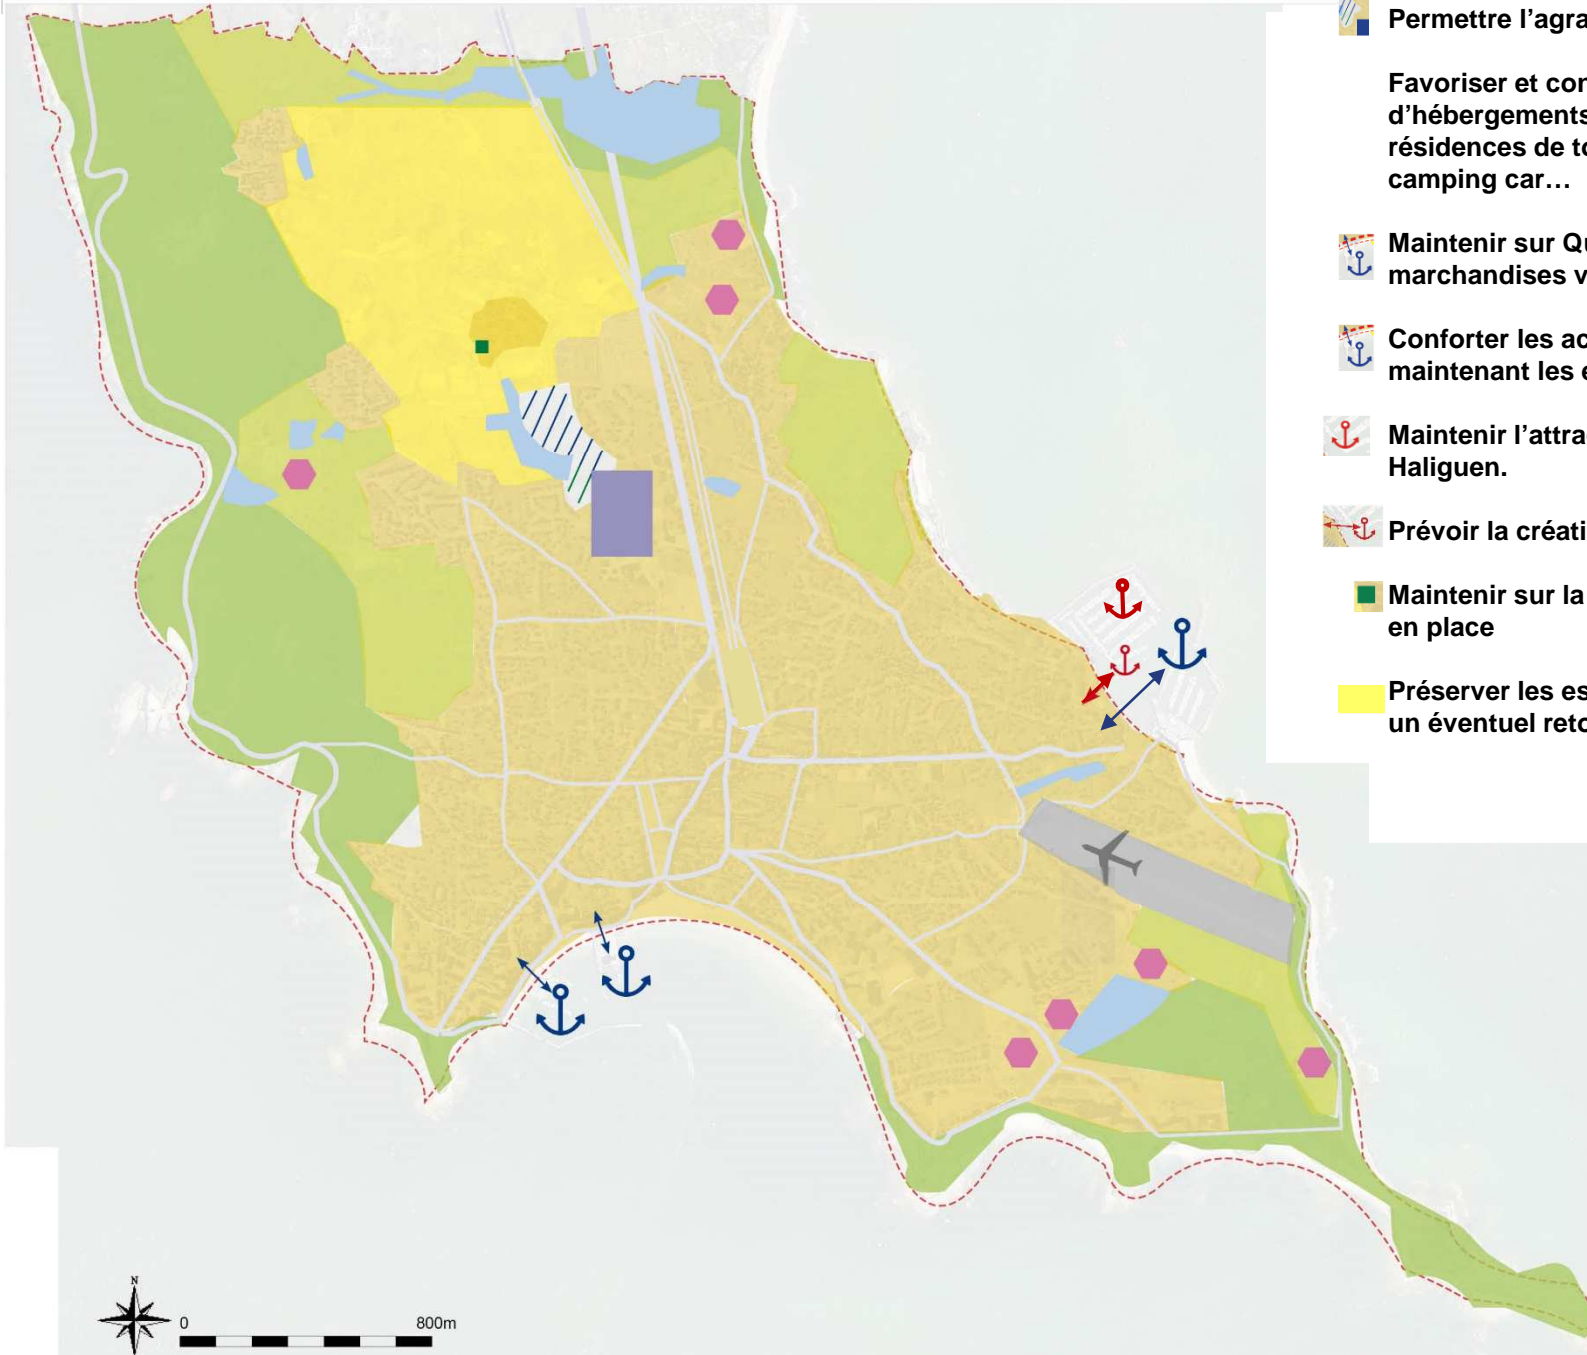 Permettre l’agra
Favoriser et con
d’hébergements
résidences de to
camping car…
Maintenir sur Qu
marchandises v
Conforter les ac
maintenant les e
Maintenir l’attra
Haliguen.
Prévoir la créati
Maintenir sur la
en place
Préserver les es
un éventuel reto
N
0 800m